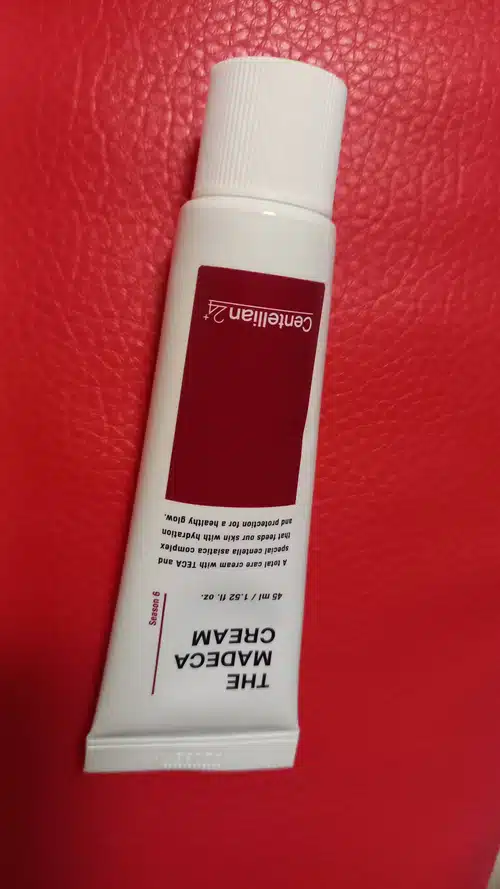 THE
MADECA
CREAM
Season 6
45 ml / 1.52 fl. oz.
A total care cream with TECA and
special centella asiatica complex
that feeds our skin with hydration
and protection for a healthy glow.
Centellian24+